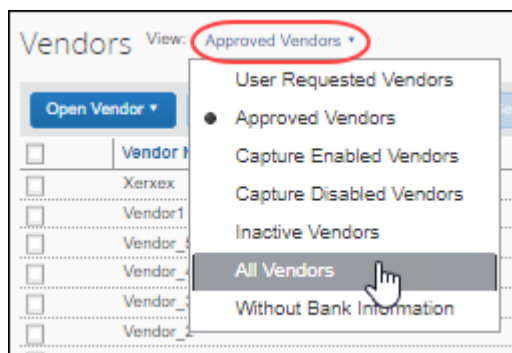 Vendors View: Approved Vendors
User Requested Vendors
Open Vendor
Approved Vendors
Vendor
Capture Enabled Vendors
Xerxex
Capture Disabled Vendors
Vendor1
Inactive Vendors
All Vendors
Without Bank Information